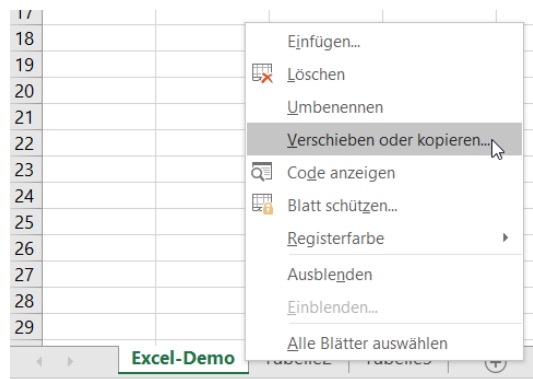 17
18
19
20
21
22
23
24
25
26
27
28
29
Einfügen...
Löschen
Umbenennen
Verschieben oder kopieren...
Code anzeigen
Blatt schützen...
Registerfarbe
Ausblenden
Einblenden...
Alle Blätter auswählen
Excel-Demo